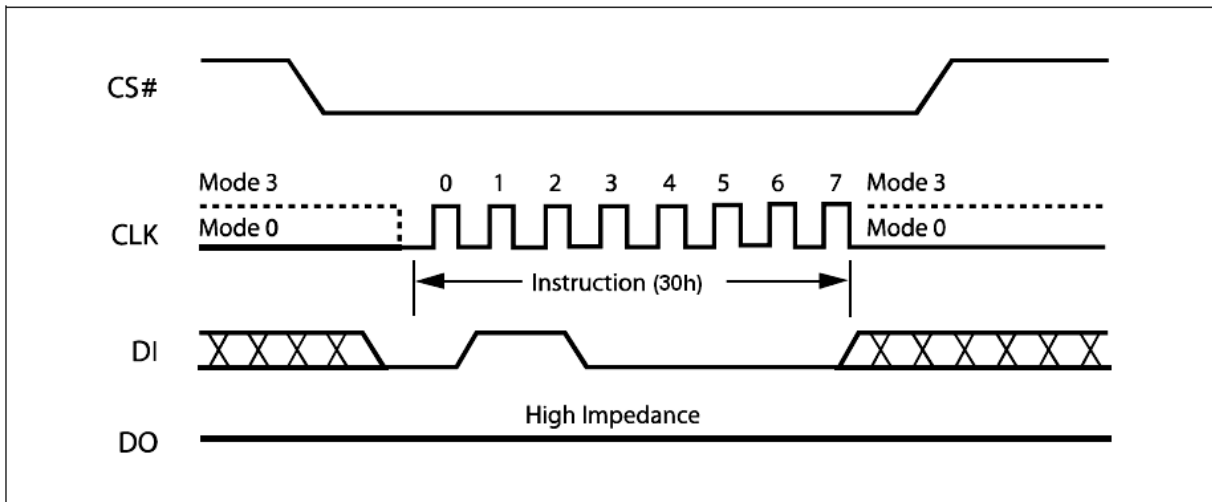 CS#
Mode 3 0 1 2 3 4 5 6 7 Mode 3
CLK Mode 0 Mode 0
Instruction (30h)
DI
High Impedance
DO